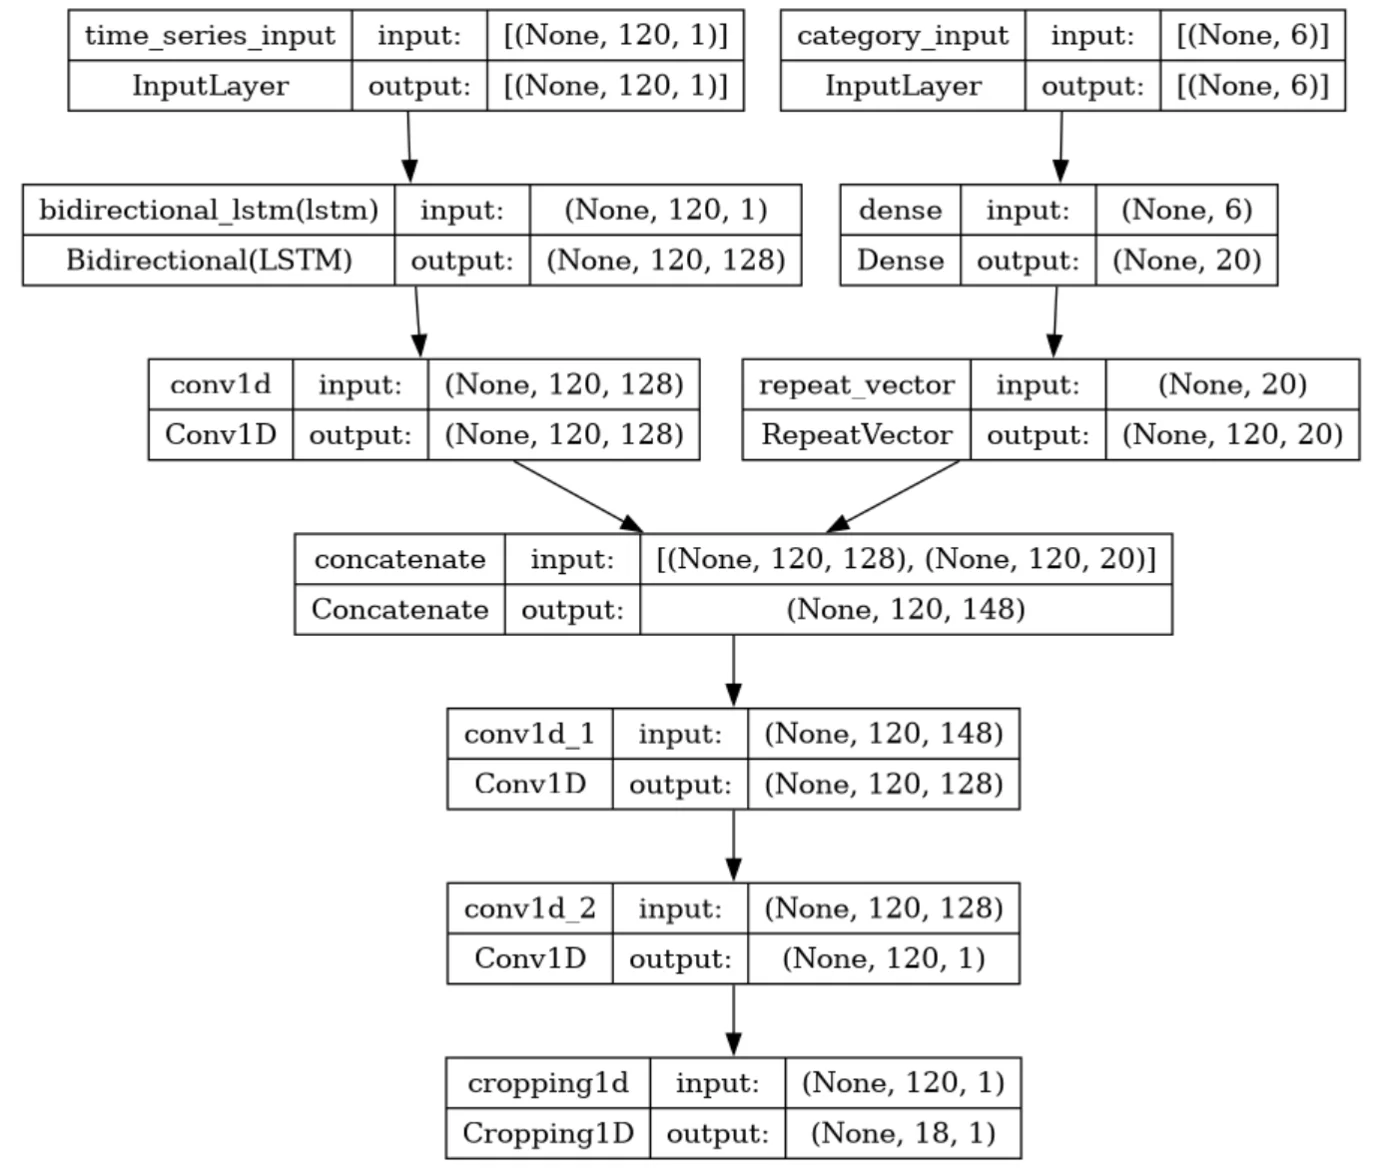 time_series_input input: [(None, 120, 1)]
InputLayer output: [(None, 120, 1)]
category_input input: [(None, 6)]
InputLayer output: [(None, 6)]
bidirectional_lstm(lstm) input: (None, 120, 1)
Bidirectional(LSTM) output: (None, 120, 128)
dense input: (None, 6)
Dense output: (None, 20)
conv1d input: (None, 120, 128)
Conv1D output: (None, 120, 128)
repeat_vector input: (None, 20)
RepeatVector output: (None, 120, 20)
concatenate input: [(None, 120, 128), (None, 120, 20)]
Concatenate output: (None, 120, 148)
conv1d_1 input: (None, 120, 148)
Conv1D output: (None, 120, 128)
conv1d_2 input: (None, 120, 128)
Conv1D output: (None, 120, 1)
cropping1d input: (None, 120, 1)
Cropping1D output: (None, 18, 1)